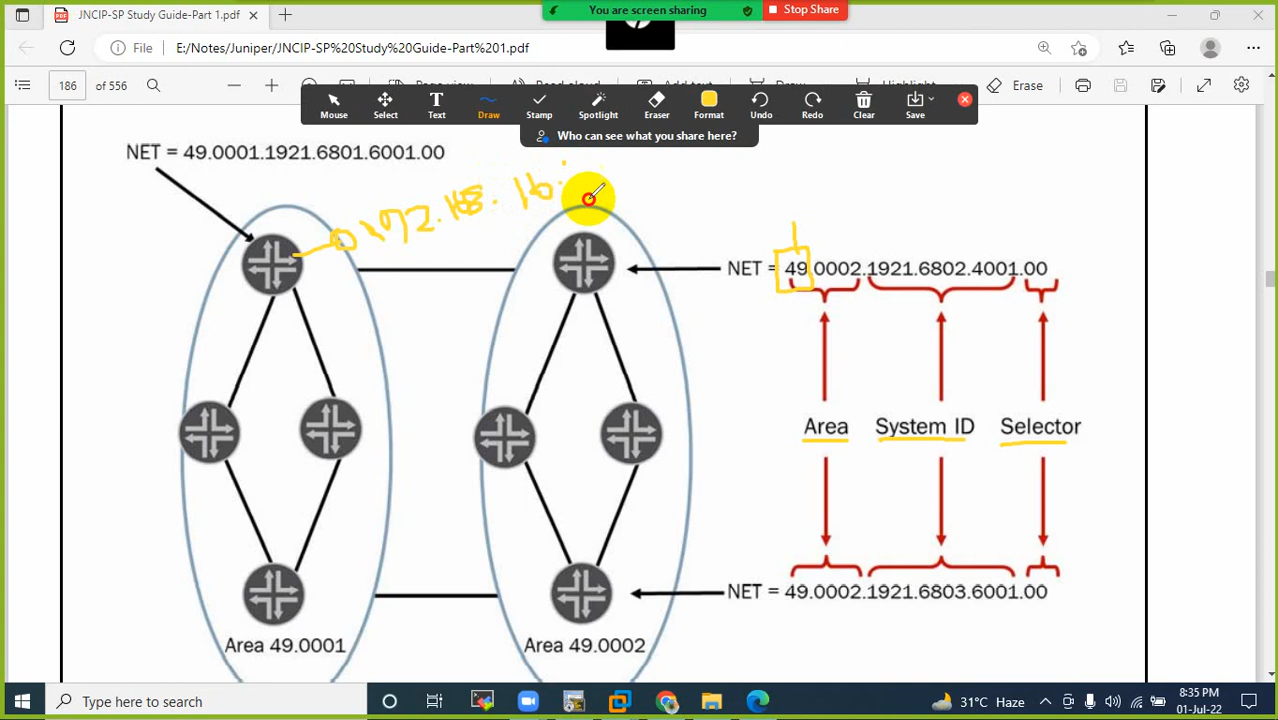 JNCIP-SP Study Guide-Part 1.pdf
You are screen sharing
Stop Share
File
E:/Notes/Juniper/JNCIP-SP%20Study%20Guide-Part%201.pdf
186
of 556
Erase
Mouse
Select
Text
Draw
Stamp
Spotlight
Eraser
Format
Undo
Redo
Clear
Save
Who can see what you share here?
NET = 49.0001.1921.6801.6001.00
NET = 49.0002.1921.6802.4001.00
Area
System ID
Selector
NET = 49.0002.1921.6803.6001.00
Area 49.0001
Area 49.0002
Type here to search
31°C Haze
8:35 PM
01-Jul-22